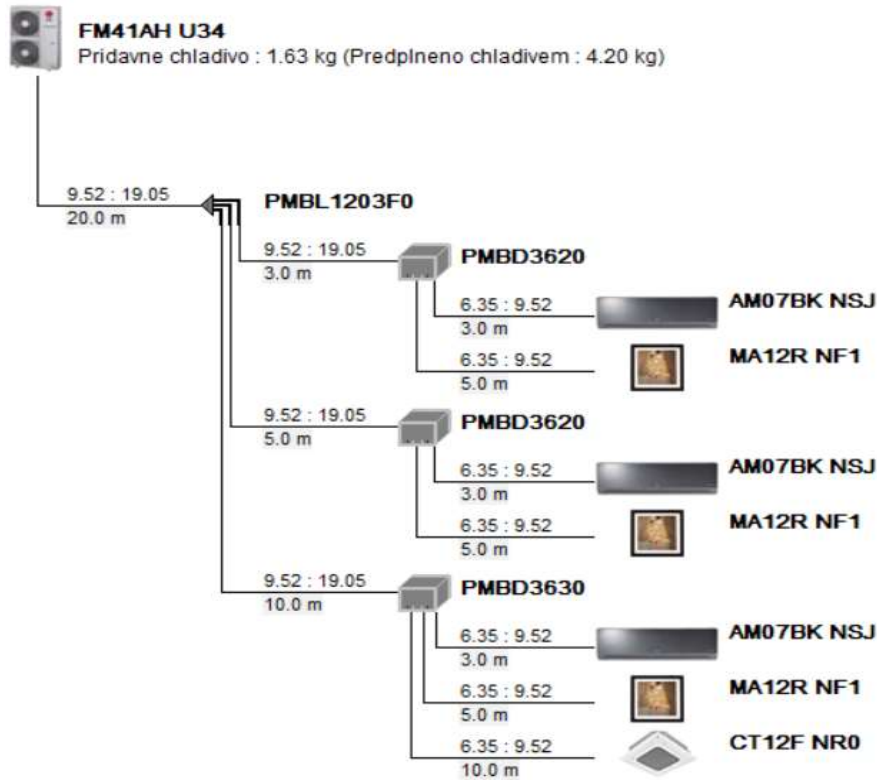 FM41AH U34
Pridavne chladivo : 1.63 kg (Predplneno chladivem : 4.20 kg)
9.52 : 19.05
20.0 m
PMBL1203F0
9.52 : 19.05
3.0 m
PMBD3620
6.35 : 9.52
3.0 m
AM07BK NSJ
6.35 : 9.52
5.0 m
MA12R NF1
9.52 : 19.05
5.0 m
PMBD3620
6.35 : 9.52
3.0 m
AM07BK NSJ
6.35 : 9.52
5.0 m
MA12R NF1
9.52 : 19.05
10.0 m
PMBD3630
6.35 : 9.52
3.0 m
AM07BK NSJ
6.35 : 9.52
5.0 m
MA12R NF1
6.35 : 9.52
10.0 m
CT12F NR0